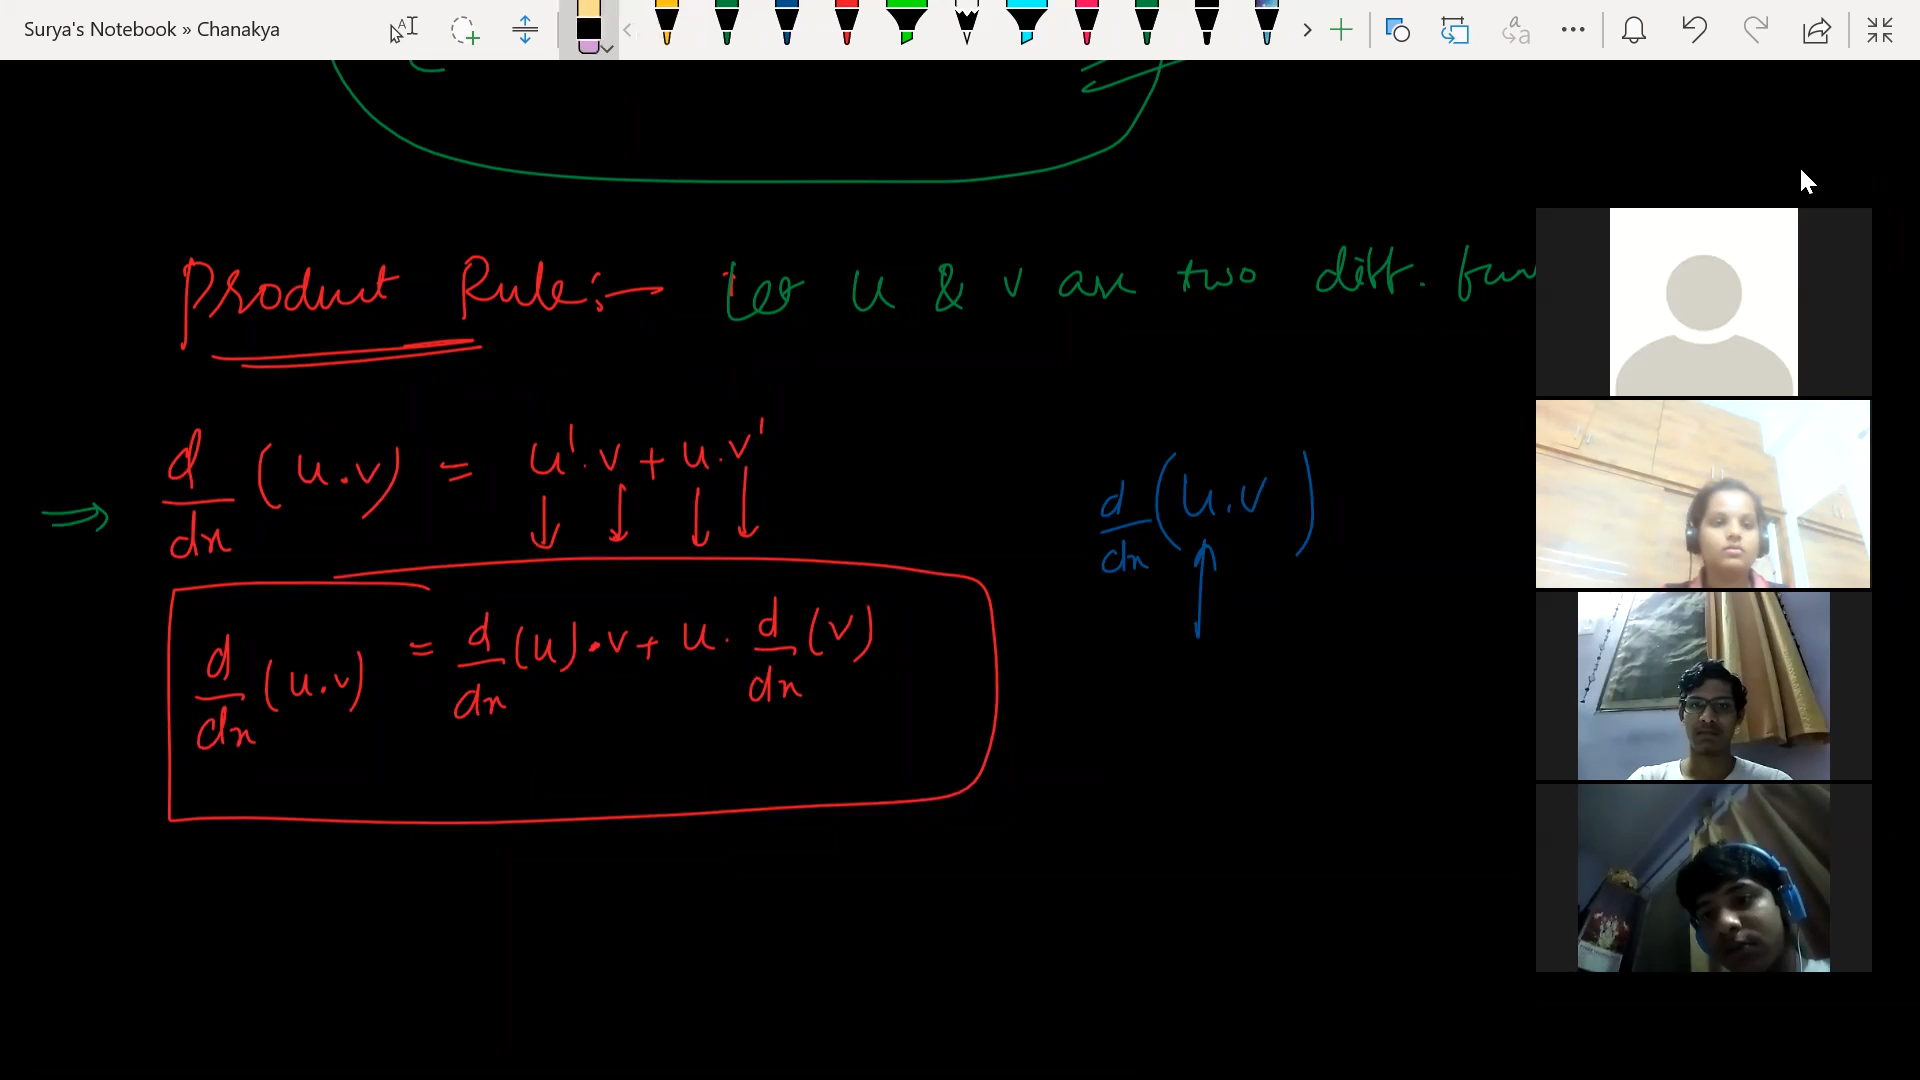 Surya's Notebook » Chanakya
Product Rule:- Let u & v are two diff. fun
⇒ d/dx (u.v) = u'.v + u.v'
d/dx (u.v)
d/dx (u.v) = d/dx (u).v + u. d/dx (v)